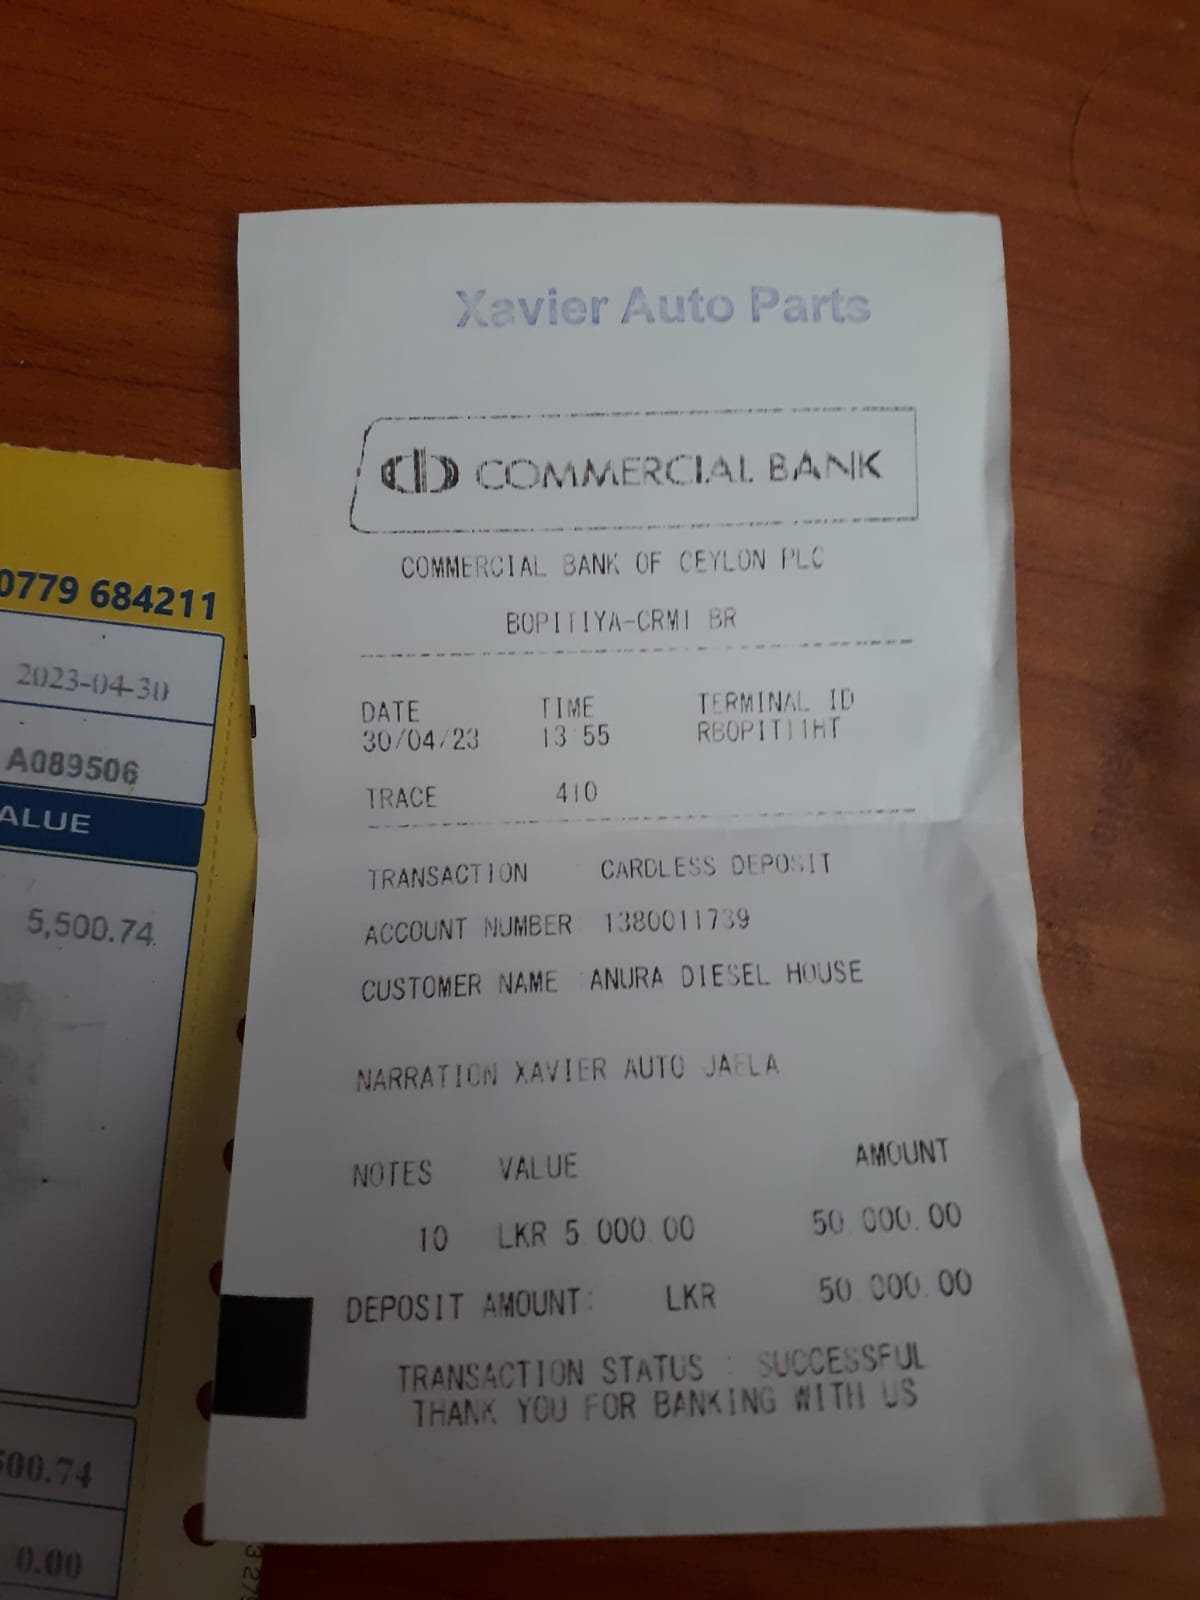 Xavier Auto Parts
COMMERCIAL BANK
COMMERCIAL BANK OF CEYLON PLC
BOPITIYA-CRM1 BR
DATE TIME TERMINAL ID
30/04/23 13 55 RBOPIT11HT
TRACE 410
TRANSACTION CARDLESS DEPOSIT
ACCOUNT NUMBER 1380011739
CUSTOMER NAME : ANURA DIESEL HOUSE
NARRATION XAVIER AUTO JAELA
NOTES VALUE AMOUNT
10 LKR 5 000.00 50 000.00
DEPOSIT AMOUNT: LKR 50 000.00
TRANSACTION STATUS : SUCCESSFUL
THANK YOU FOR BANKING WITH US
0779 684211
2023-04-30
A089506
ALUE
5,500.74
500.74
0.00